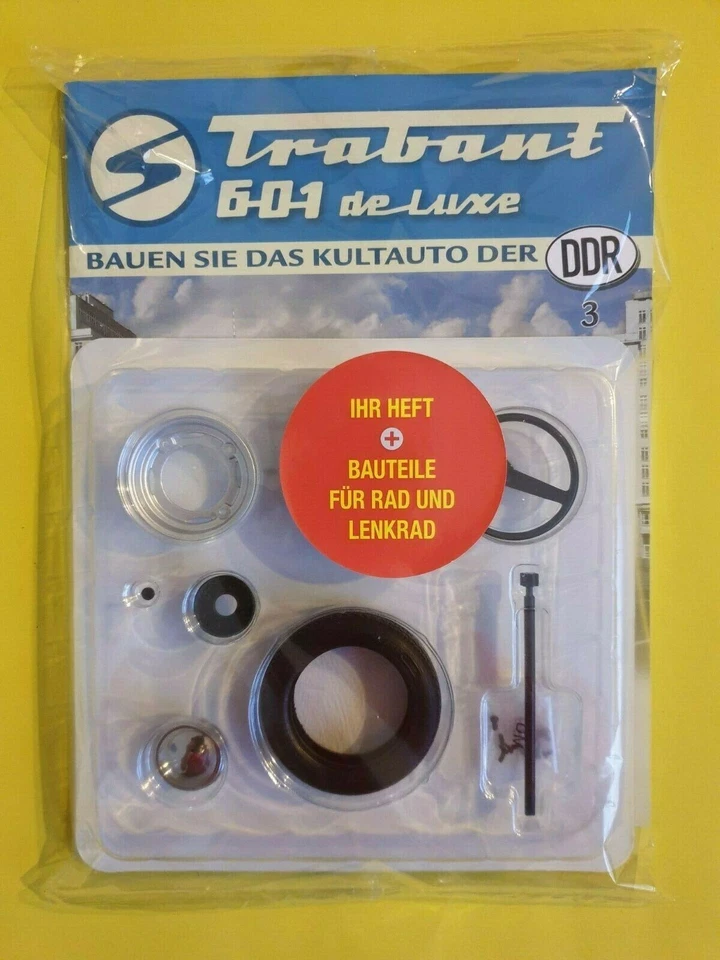 Trabant
601 de Luxe
BAUEN SIE DAS KULTAUTO DER DDR
3
IHR HEFT
+
BAUTEILE
FÜR RAD UND
LENKRAD